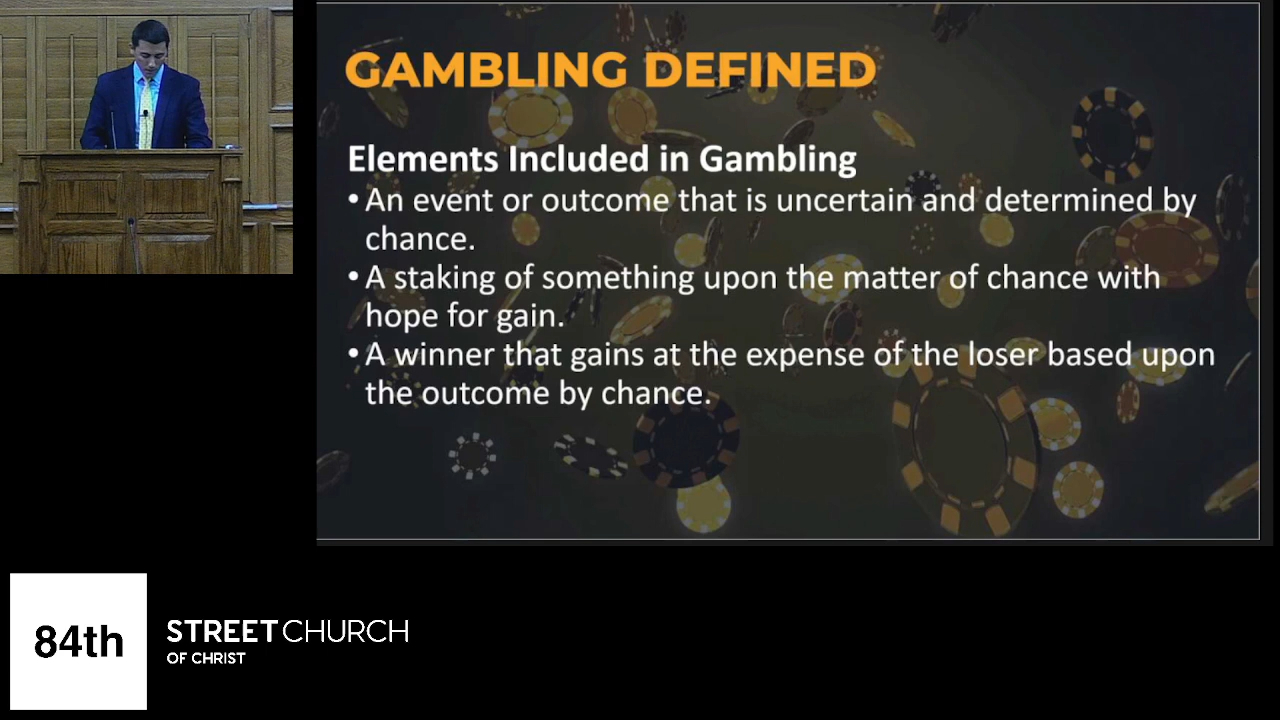 GAMBLING DEFINED
Elements Included in Gambling
• An event or outcome that is uncertain and determined by
chance.
• A staking of something upon the matter of chance with
hope for gain.
• A winner that gains at the expense of the loser based upon
the outcome by chance.
84th
STREET CHURCH
OF CHRIST